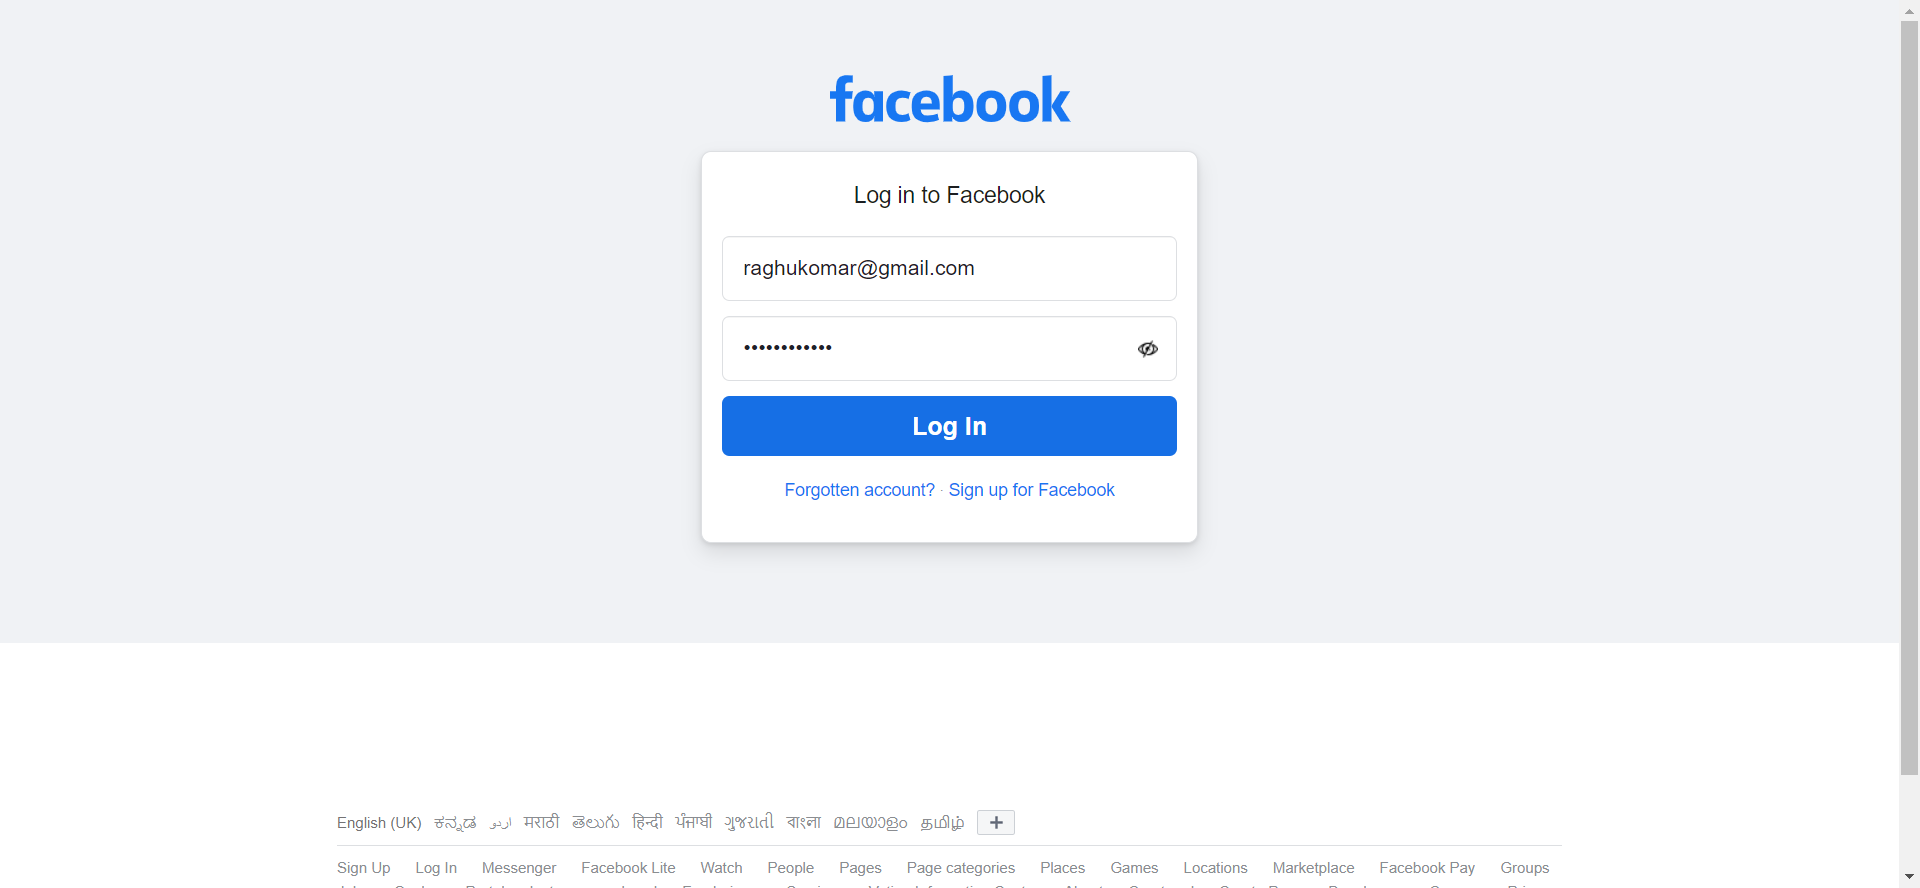 facebook
Log in to Facebook
raghukomar@gmail.com
••••••••••••
Log In
Forgotten account? · Sign up for Facebook
English (UK) ಕನ್ನಡ اردو मराठी తెలుగు हिन्दी ਪੰਜਾਬੀ ગુજરાતી বাংলা മലയാളം தமிழ் +
Sign Up Log In Messenger Facebook Lite Watch People Pages Page categories Places Games Locations Marketplace Facebook Pay Groups